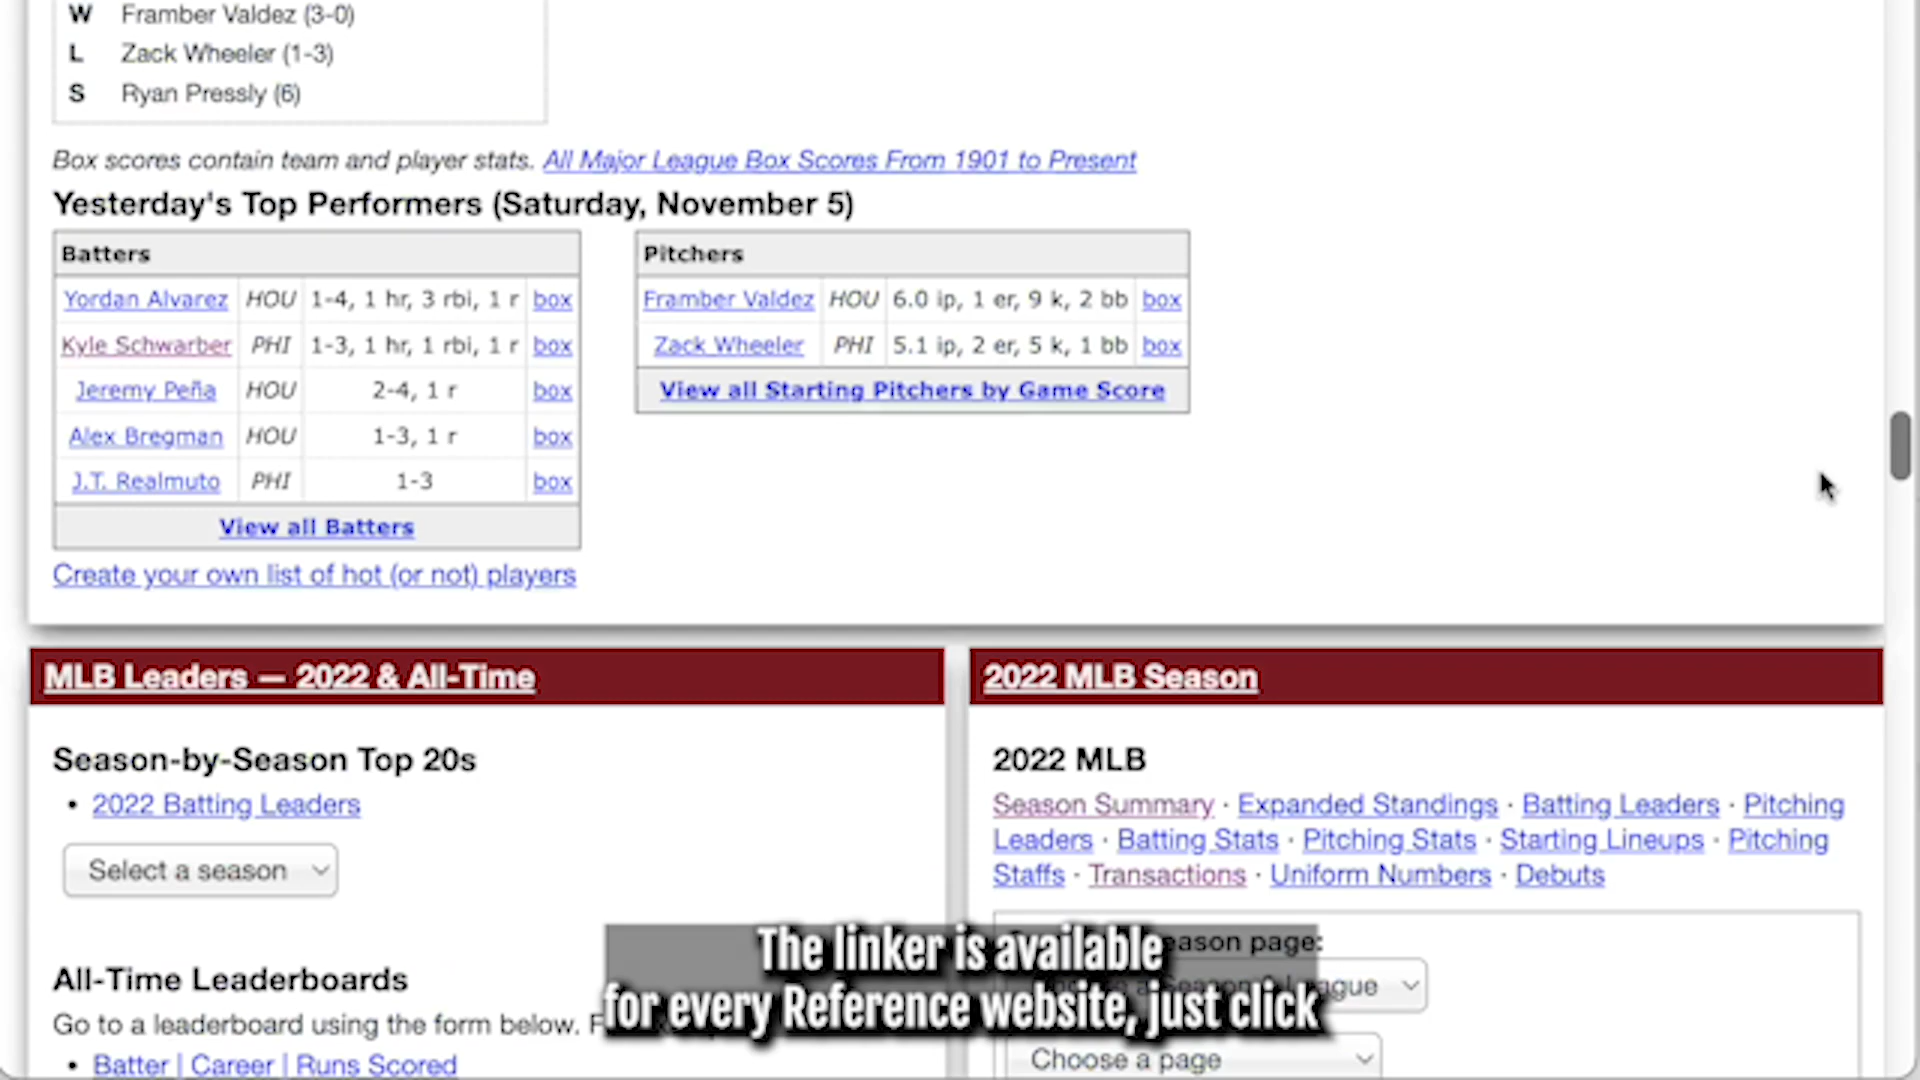 W Framber Valdez (3-0)
L Zack Wheeler (1-3)
S Ryan Pressly (6)
Box scores contain team and player stats. All Major League Box Scores From 1901 to Present
Yesterday's Top Performers (Saturday, November 5)
Batters
Yordan Alvarez HOU 1-4, 1 hr, 3 rbi, 1 r box
Kyle Schwarber PHI 1-3, 1 hr, 1 rbi, 1 r box
Jeremy Peña HOU 2-4, 1 r box
Alex Bregman HOU 1-3, 1 r box
J.T. Realmuto PHI 1-3 box
View all Batters
Pitchers
Framber Valdez HOU 6.0 ip, 1 er, 9 k, 2 bb box
Zack Wheeler PHI 5.1 ip, 2 er, 5 k, 1 bb box
View all Starting Pitchers by Game Score
Create your own list of hot (or not) players
MLB Leaders — 2022 & All-Time
Season-by-Season Top 20s
• 2022 Batting Leaders
Select a season
All-Time Leaderboards
Go to a leaderboard using the form below.
• Batter | Career | Runs Scored
2022 MLB Season
2022 MLB
Season Summary · Expanded Standings · Batting Leaders · Pitching
Leaders · Batting Stats · Pitching Stats · Starting Lineups · Pitching
Staffs · Transactions · Uniform Numbers · Debuts
page:
Choose a page
The linker is available
for every Reference website, just click